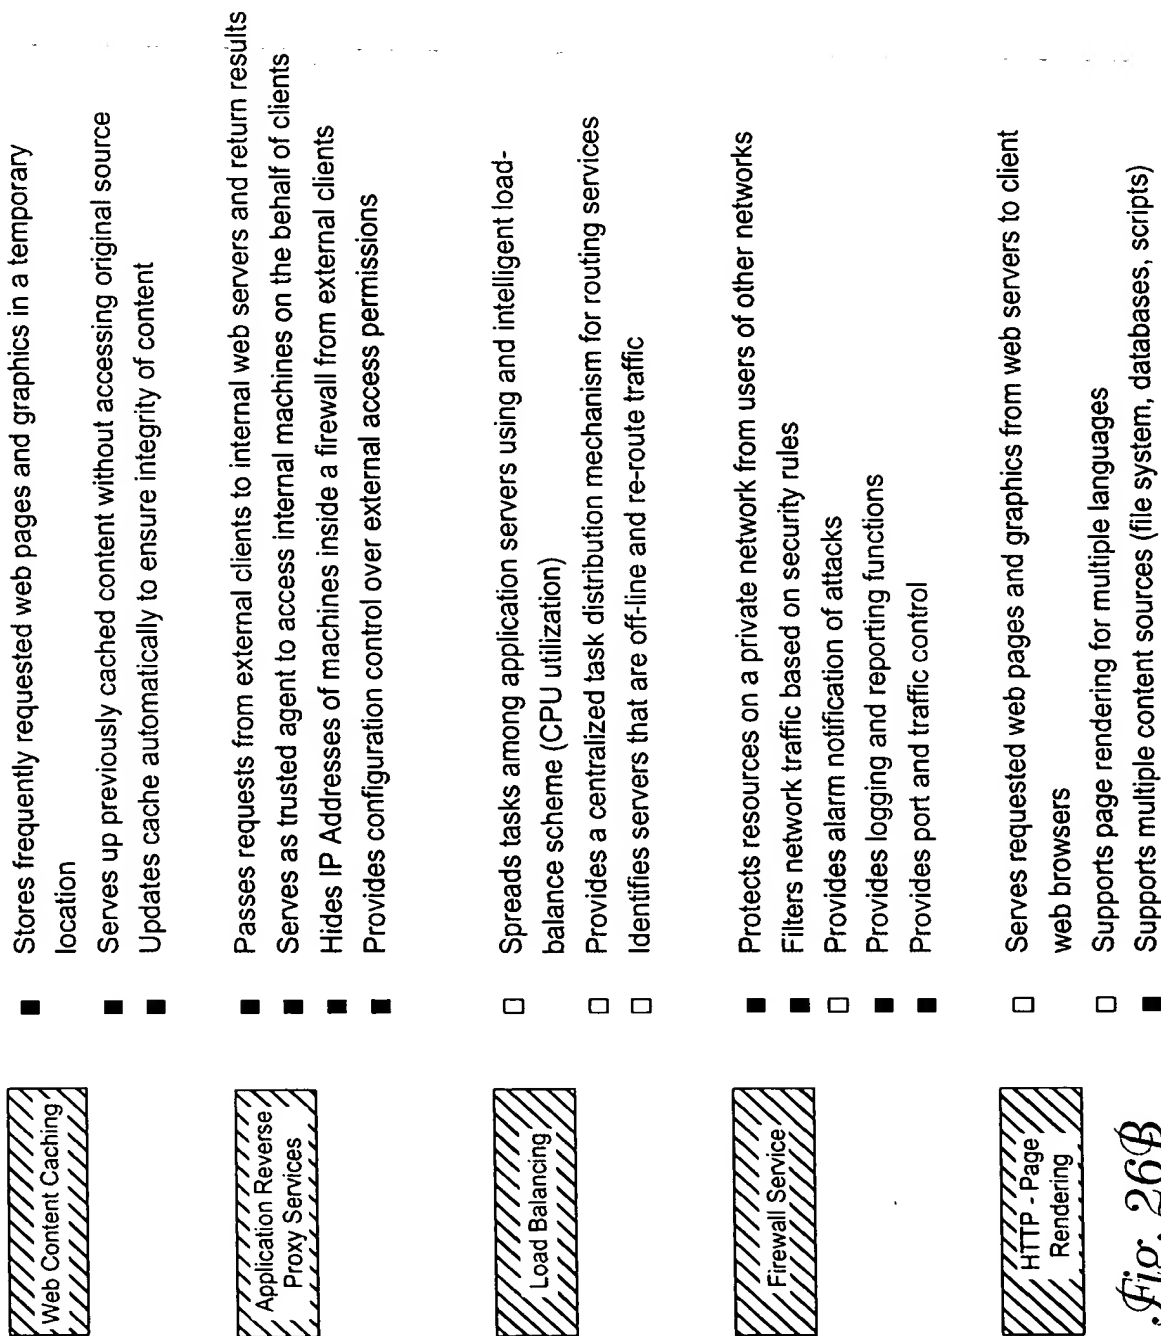 Web Content Caching
■ Stores frequently requested web pages and graphics in a temporary
location
■ Serves up previously cached content without accessing original source
■ Updates cache automatically to ensure integrity of content
Application Reverse
Proxy Services
■ Passes requests from external clients to internal web servers and return results
■ Serves as trusted agent to access internal machines on the behalf of clients
■ Hides IP Addresses of machines inside a firewall from external clients
■ Provides configuration control over external access permissions
Load Balancing
□ Spreads tasks among application servers using and intelligent load-
balance scheme (CPU utilization)
□ Provides a centralized task distribution mechanism for routing services
□ Identifies servers that are off-line and re-route traffic
Firewall Service
■ Protects resources on a private network from users of other networks
■ Filters network traffic based on security rules
□ Provides alarm notification of attacks
■ Provides logging and reporting functions
■ Provides port and traffic control
HTTP - Page
Rendering
□ Serves requested web pages and graphics from web servers to client
web browsers
□ Supports page rendering for multiple languages
■ Supports multiple content sources (file system, databases, scripts)
Fig. 26B